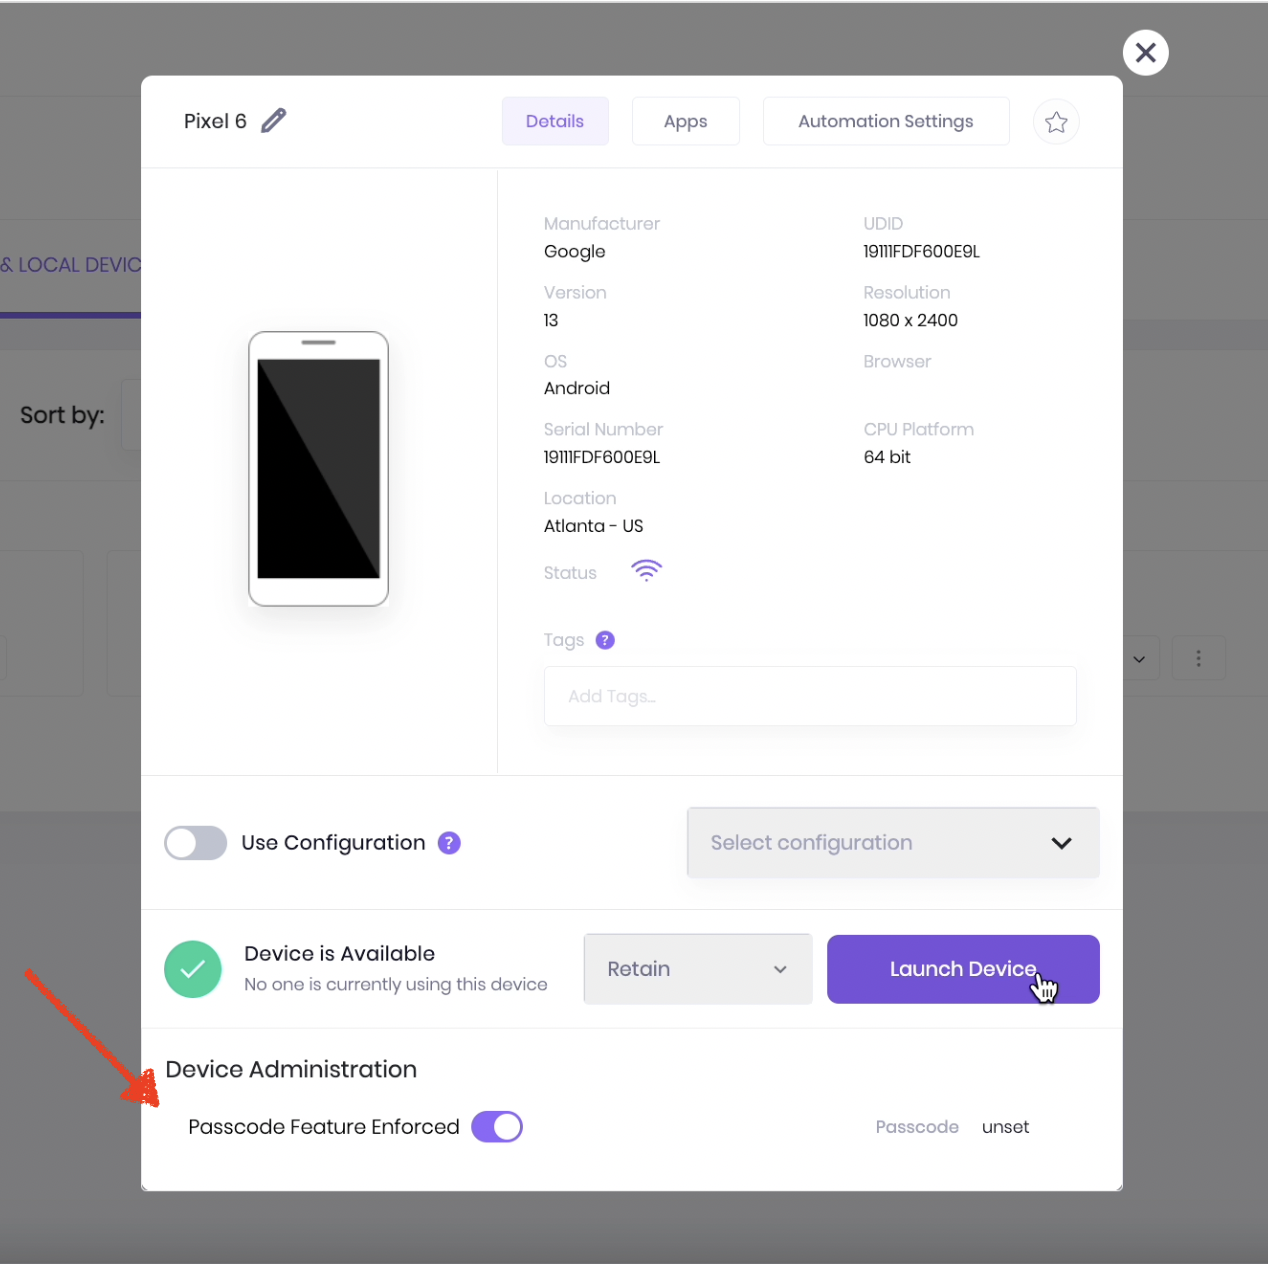 Pixel 6
Details
Apps
Automation Settings
& LOCAL DEVIC
Sort by:
Manufacturer
Google
UDID
19111FDF600E9L
Version
13
Resolution
1080 x 2400
OS
Android
Browser
Serial Number
19111FDF600E9L
CPU Platform
64 bit
Location
Atlanta - US
Status
Tags ?
Add Tags...
Use Configuration ?
Select configuration
Device is Available
No one is currently using this device
Retain
Launch Device
Device Administration
Passcode Feature Enforced
Passcode unset